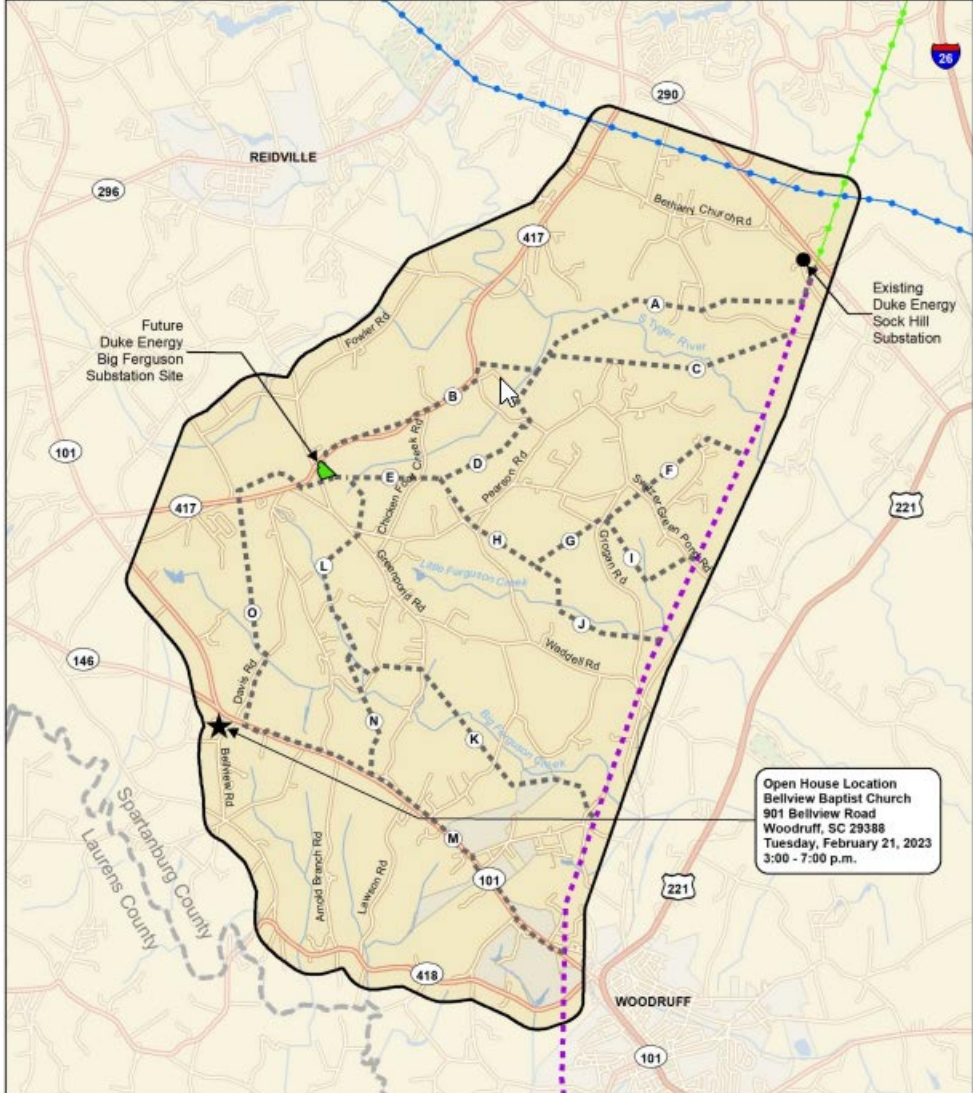 26
290
REIDVILLE
296
Bethany Church Rd
417
Existing
Duke Energy
Sock Hill
Substation
A
S Tyger River
Future
Duke Energy
Big Ferguson
Substation Site
Fowler Rd
C
B
101
Chicken Foot Creek Rd
D
E
Pearson Rd
F
Switzer Green Pond Rd
417
221
H
G
Grogan Rd
I
L
Greenpond Rd
Little Ferguson Creek
O
J
Waddell Rd
146
Davis Rd
N
K
Big Ferguson Creek
Bellview Rd
Open House Location
Bellview Baptist Church
901 Bellview Road
Woodruff, SC 29388
Tuesday, February 21, 2023
3:00 - 7:00 p.m.
Spartanburg County
Laurens County
M
Arnold Branch Rd
Lawson Rd
101
221
418
WOODRUFF
101